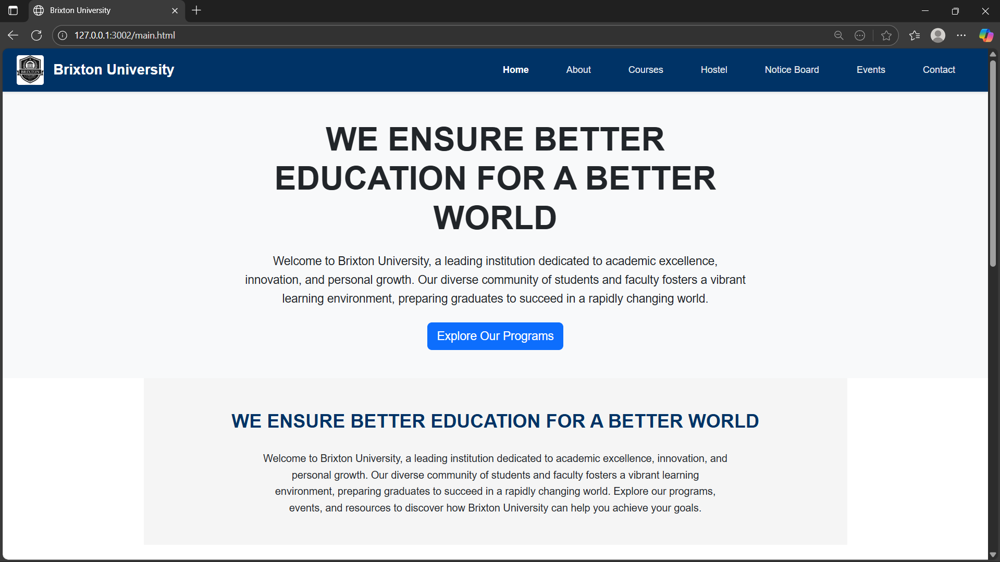 Brixton University
127.0.0.1:3002/main.html
BRIXTON
UNIVERSITY
Brixton University
Home
About
Courses
Hostel
Notice Board
Events
Contact
WE ENSURE BETTER
EDUCATION FOR A BETTER
WORLD
Welcome to Brixton University, a leading institution dedicated to academic excellence,
innovation, and personal growth. Our diverse community of students and faculty fosters a vibrant
learning environment, preparing graduates to succeed in a rapidly changing world.
Explore Our Programs
WE ENSURE BETTER EDUCATION FOR A BETTER WORLD
Welcome to Brixton University, a leading institution dedicated to academic excellence, innovation, and
personal growth. Our diverse community of students and faculty fosters a vibrant learning
environment, preparing graduates to succeed in a rapidly changing world. Explore our programs,
events, and resources to discover how Brixton University can help you achieve your goals.